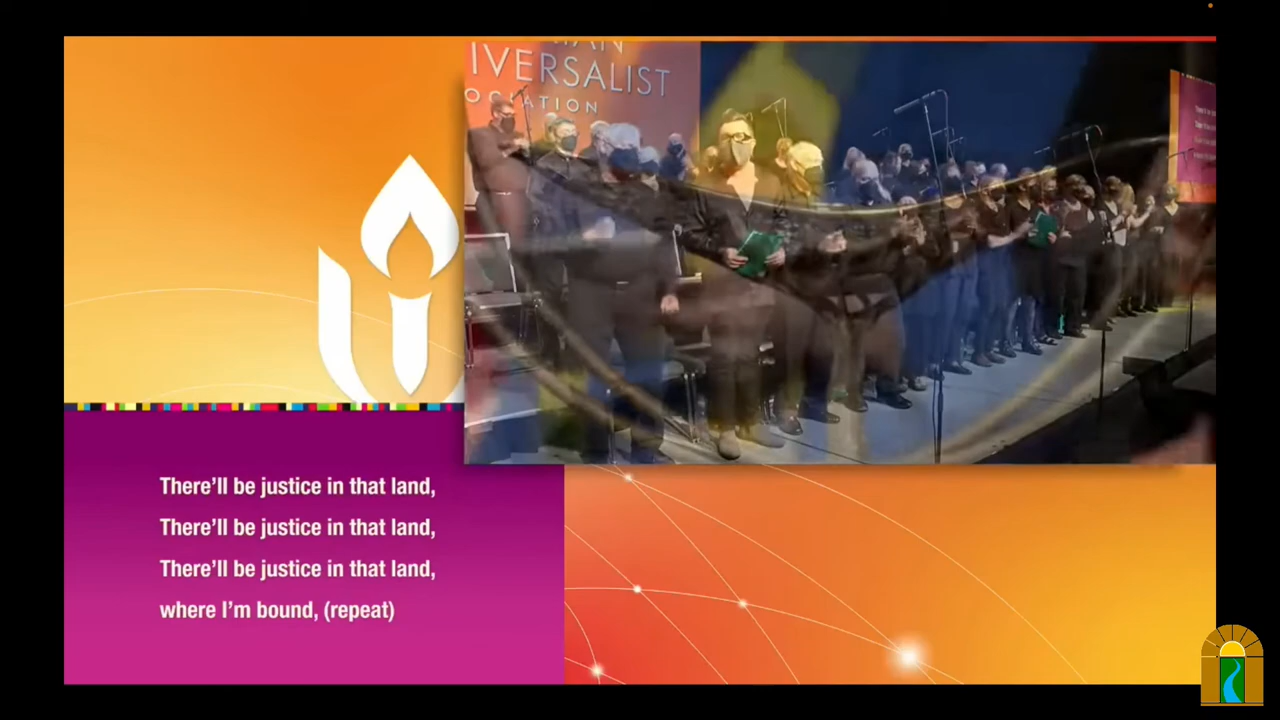 IVERSALIST
OCIATION
There'll be justice in that land,
There'll be justice in that land,
There'll be justice in that land,
where I'm bound, (repeat)